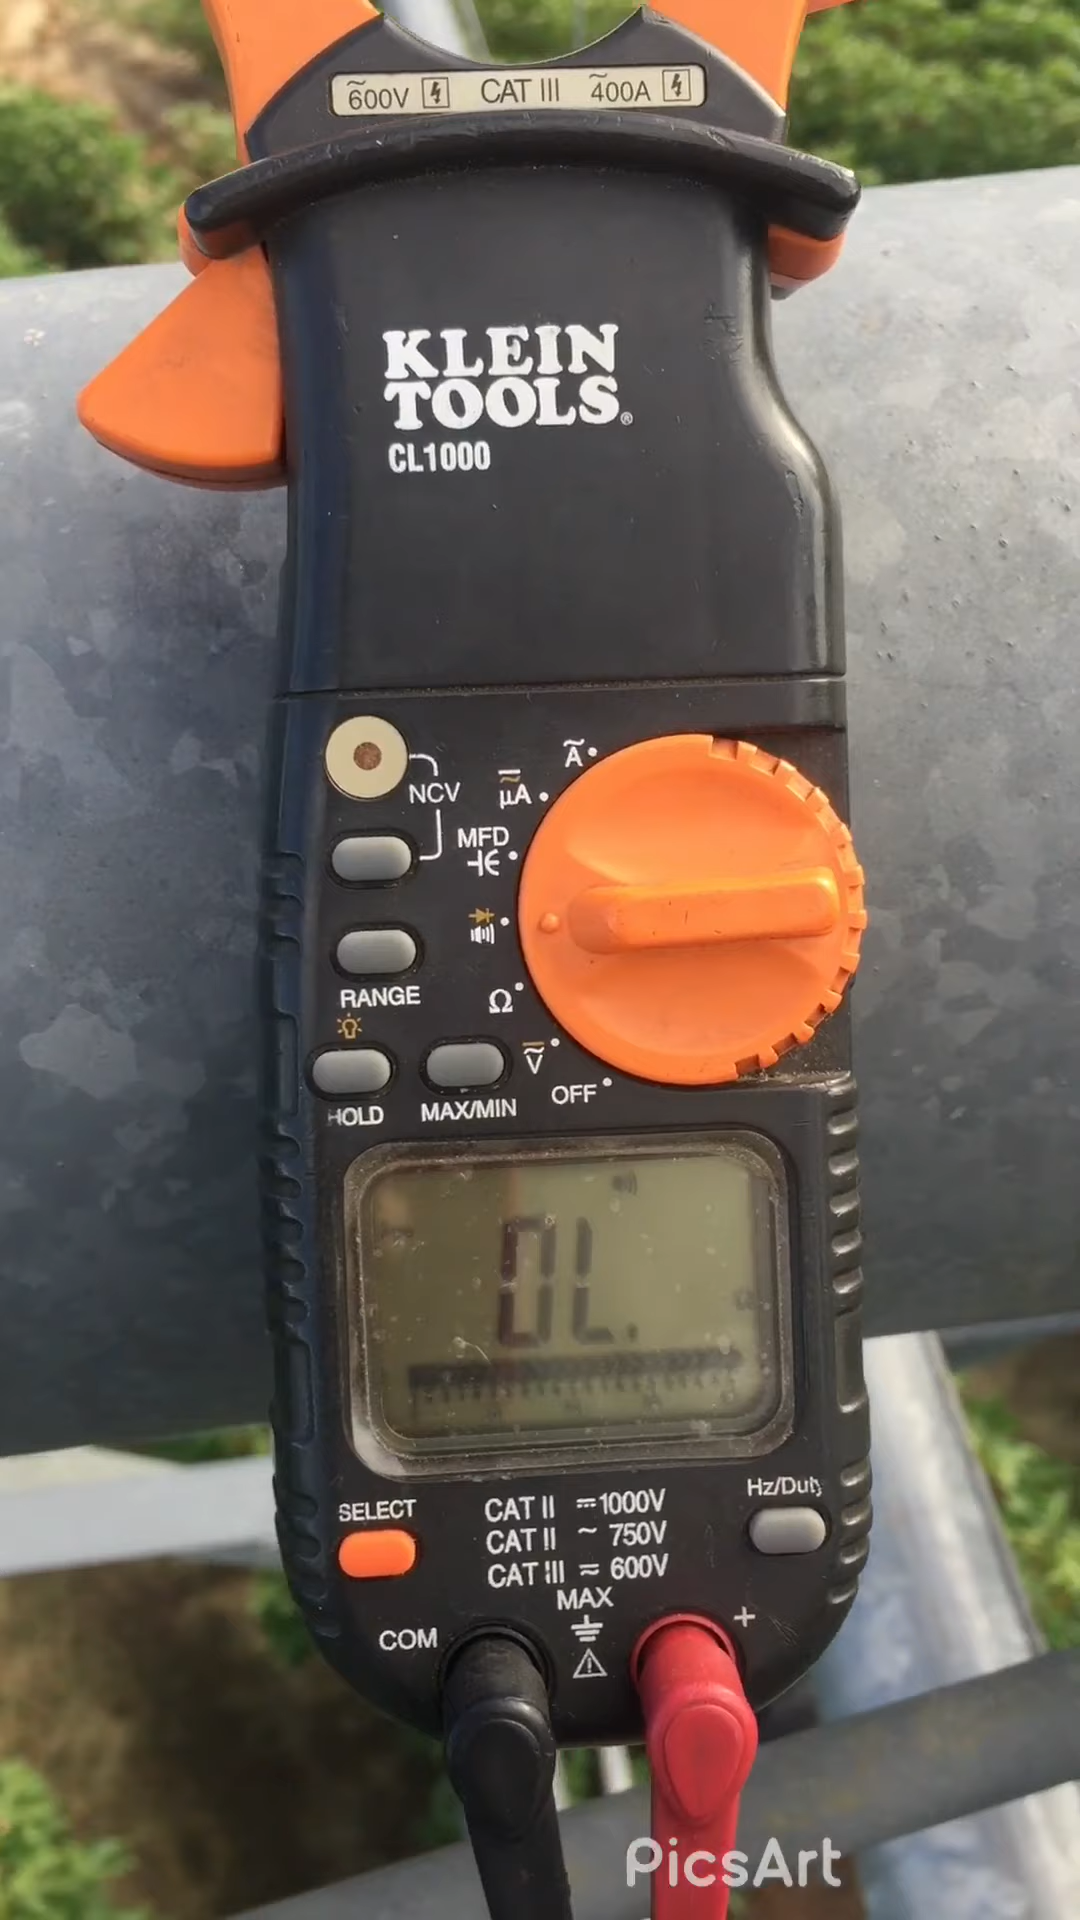 ~600V CAT III ~400A
KLEIN
TOOLS®
CL1000
A
NCV
μA
MFD
RANGE
Ω
V
HOLD
MAX/MIN
OFF
OL.
SELECT
Hz/Duty
CAT II ⎓1000V
CAT II ~ 750V
CAT III ≂ 600V
MAX
COM
+
PicsArt